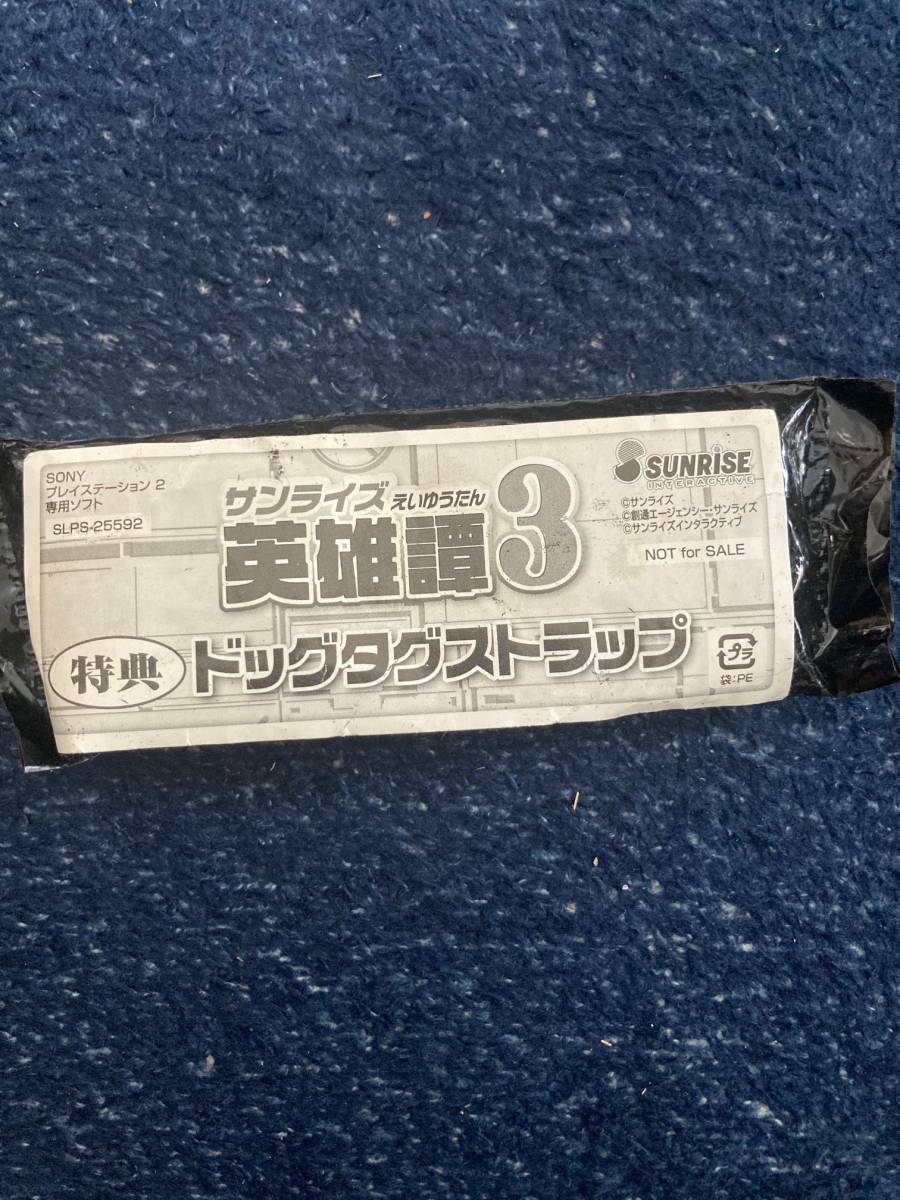 SONY
プレイステーション 2
専用ソフト
SLPS-25592
サンライズ えいゆうたん
英雄譚3
特典
ドッグタグストラップ
SUNRISE
INTERACTIVE
©サンライズ
©創通エージェンシー・サンライズ
©サンライズインタラクティブ
NOT for SALE
プラ
袋:PE